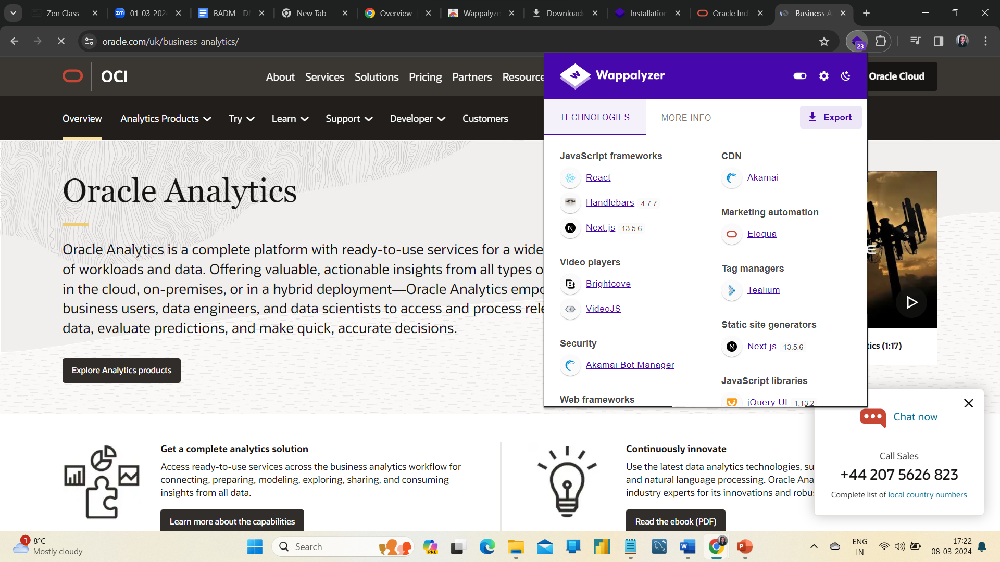 Zen Class
zm
01-03-202
BADM - D
New Tab
Overview
Wappalyze
Downloads
Installation
Oracle Ind
Business A
oracle.com/uk/business-analytics/
23
OCI
About Services Solutions Pricing Partners Resource
Oracle Cloud
Overview Analytics Products Try Learn Support Developer Customers
Wappalyzer
TECHNOLOGIES
MORE INFO
Export
JavaScript frameworks
React
Handlebars 4.7.7
Next.js 13.5.6
Video players
Brightcove
VideoJS
Security
Akamai Bot Manager
Web frameworks
CDN
Akamai
Marketing automation
Eloqua
Tag managers
Tealium
Static site generators
Next.js 13.5.6
JavaScript libraries
jQuery UI 1.13.2
Oracle Analytics
Oracle Analytics is a complete platform with ready-to-use services for a wide
of workloads and data. Offering valuable, actionable insights from all types o
in the cloud, on-premises, or in a hybrid deployment—Oracle Analytics empo
business users, data engineers, and data scientists to access and process rele
data, evaluate predictions, and make quick, accurate decisions.
Explore Analytics products
tics (1:17)
Get a complete analytics solution
Access ready-to-use services across the business analytics workflow for
connecting, preparing, modeling, exploring, sharing, and consuming
insights from all data.
Learn more about the capabilities
Continuously innovate
Use the latest data analytics technologies, su
and natural language processing. Oracle Ana
industry experts for its innovations and robus
Read the ebook (PDF)
Chat now
Call Sales
+44 207 5626 823
Complete list of local country numbers
1
8°C
Mostly cloudy
Search
PRE
ENG
IN
17:22
08-03-2024